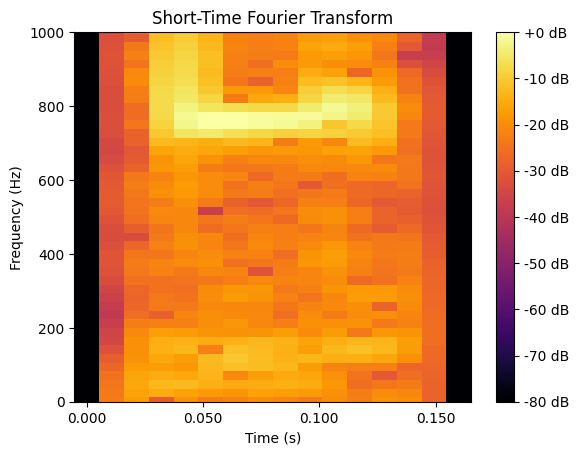 Short-Time Fourier Transform
Frequency (Hz)
1000
800
600
400
200
0
0.000
0.050
0.100
0.150
Time (s)
+0 dB
-10 dB
-20 dB
-30 dB
-40 dB
-50 dB
-60 dB
-70 dB
-80 dB